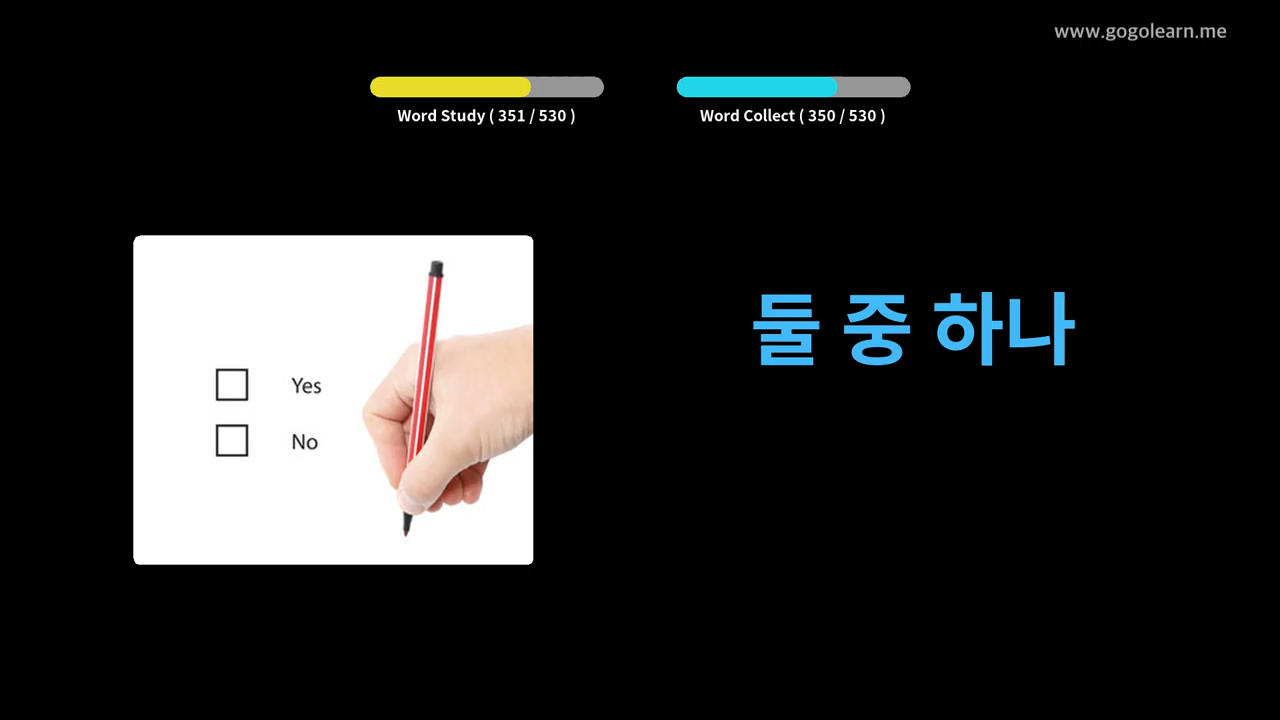 www.gogolearn.me
Word Study ( 351 / 530 )
Word Collect ( 350 / 530 )
둘 중 하나
Yes
No